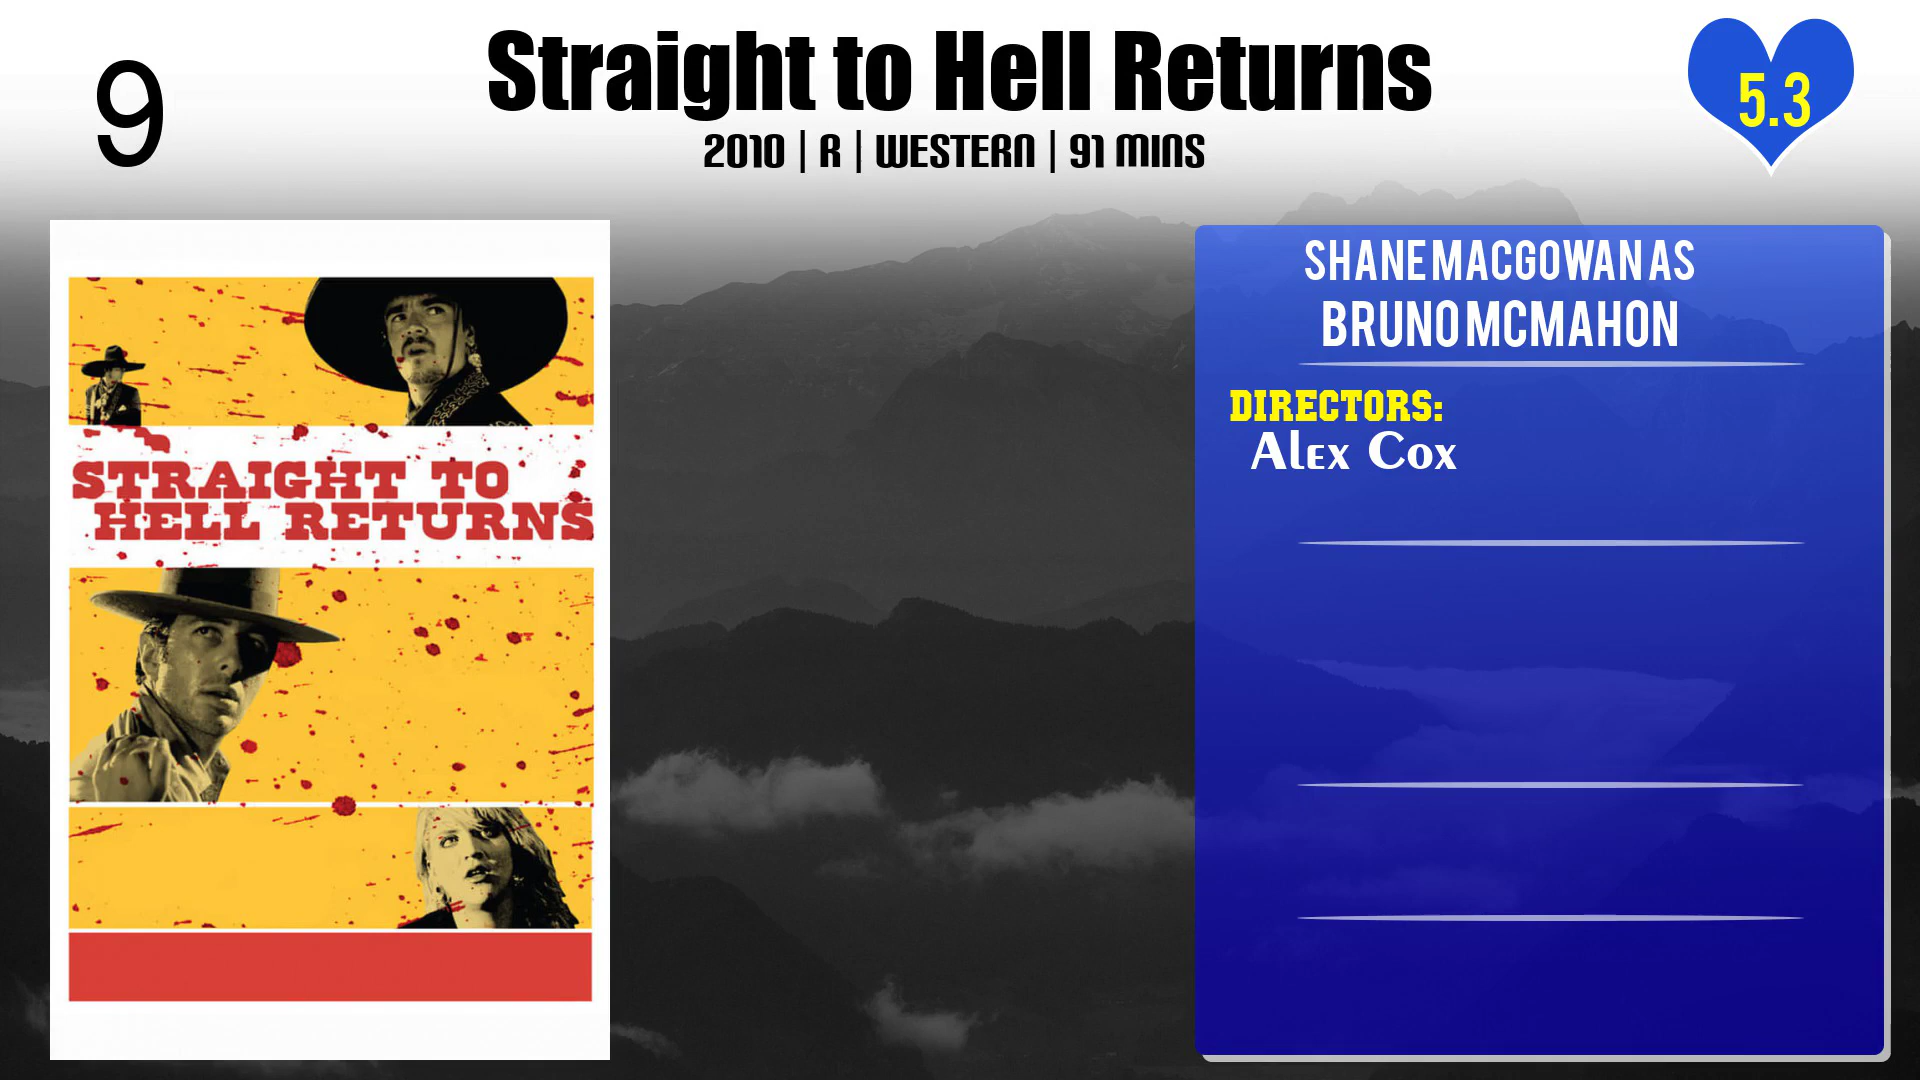 9
Straight to Hell Returns
2010 | R | WESTERN | 91 MINS
5.3
STRAIGHT TO
HELL RETURNS
SHANE MACGOWAN AS
BRUNO MCMAHON
DIRECTORS:
Alex Cox